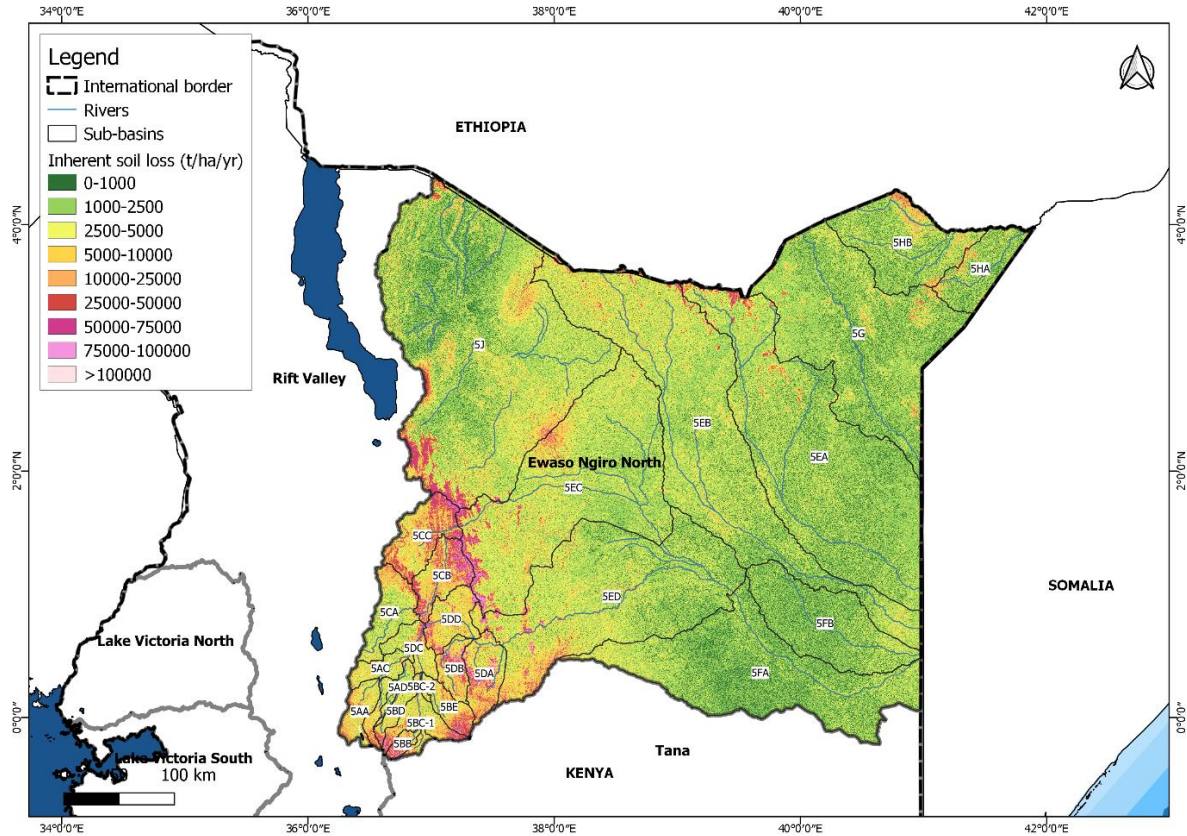 34°0'0"E
36°0'0"E
38°0'0"E
40°0'0"E
42°0'0"E
Legend
International border
Rivers
Sub-basins
Inherent soil loss (t/ha/yr)
0-1000
1000-2500
2500-5000
5000-10000
10000-25000
25000-50000
50000-75000
75000-100000
>100000
ETHIOPIA
4°0'0"N
4°0'0"N
5HB
5HA
5G
5J
Rift Valley
5EB
5EA
2°0'0"N
2°0'0"N
Ewaso Ngiro North
5EC
5CC
5CB
SOMALIA
5CA
5ED
5DD
5FB
Lake Victoria North
5DC
5AC
5DB
5DA
5FA
5AD
5BC-2
5AA
5BD
5BE
5BC-1
0°0'0"
0°0'0"
5BB
Tana
Lake Victoria South
KENYA
100 km
34°0'0"E
36°0'0"E
38°0'0"E
40°0'0"E
42°0'0"E